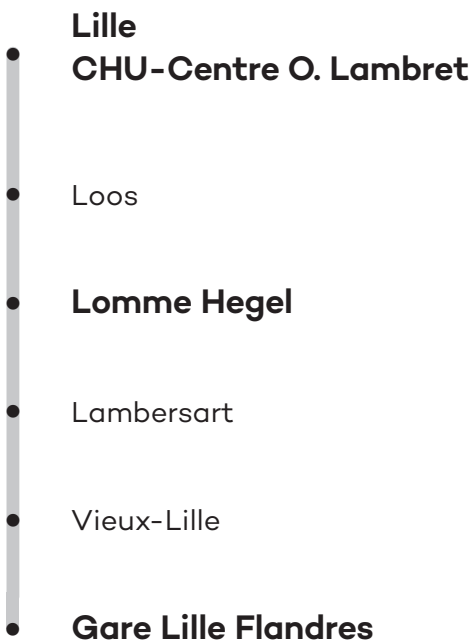 Lille
CHU-Centre O. Lambret
Loos
Lomme Hegel
Lambersart
Vieux-Lille
Gare Lille Flandres